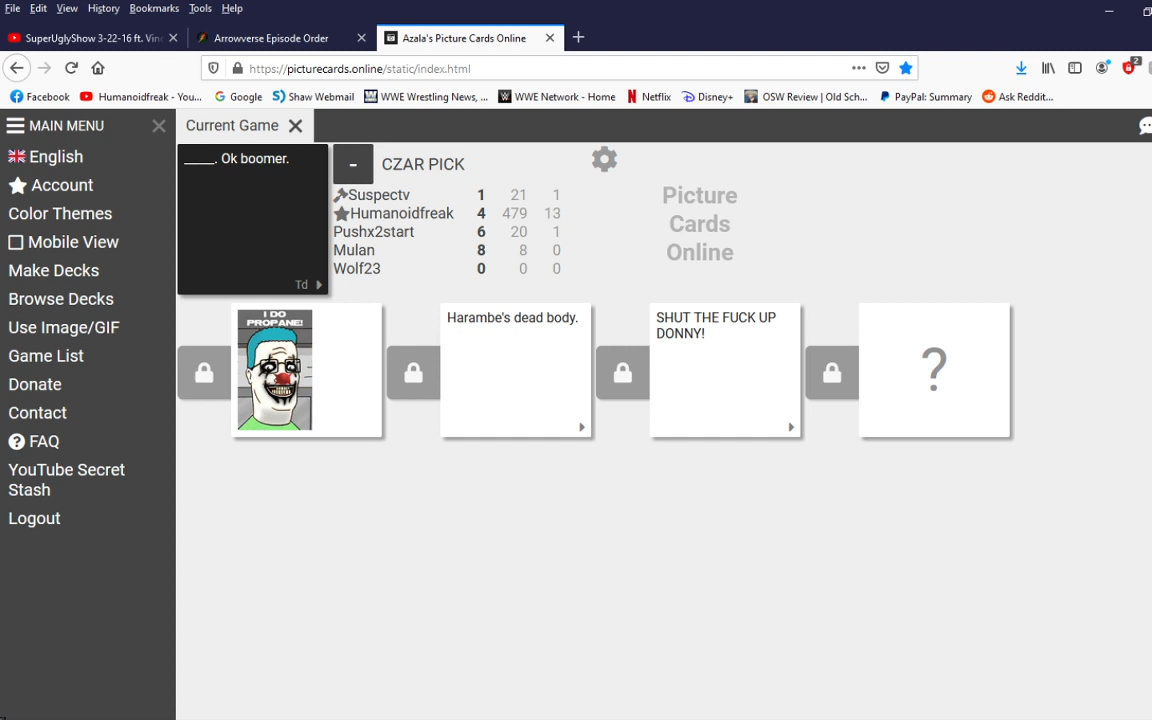 File Edit View History Bookmarks Tools Help
SuperUglyShow 3-22-16 ft. Vinc
Arrowverse Episode Order
Azala's Picture Cards Online
https://picturecards.online/static/index.html
2
Facebook
Humanoidfreak - You...
Google
Shaw Webmail
WWE Wrestling News, ...
WWE Network - Home
Netflix
Disney+
OSW Review | Old Sch...
PayPal: Summary
Ask Reddit...
MAIN MENU
English
Account
Color Themes
Mobile View
Make Decks
Browse Decks
Use Image/GIF
Game List
Donate
Contact
FAQ
YouTube Secret
Stash
Logout
Current Game
_____. Ok boomer.
Td
-
CZAR PICK
Suspectv 1 21 1
Humanoidfreak 4 479 13
Pushx2start 6 20 1
Mulan 8 8 0
Wolf23 0 0 0
Picture
Cards
Online
I DO
PROPANE!
Harambe's dead body.
SHUT THE FUCK UP
DONNY!
?